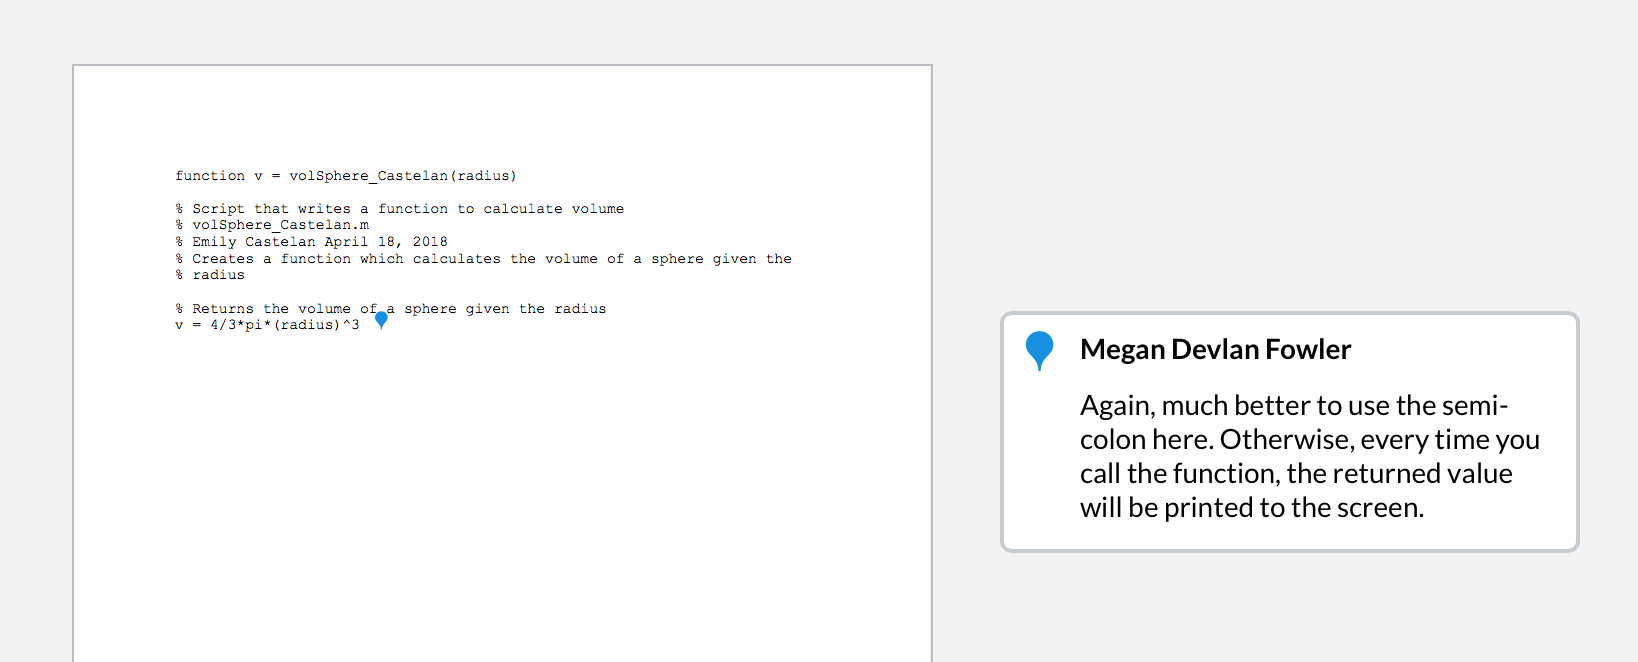 function v = volSphere_Castelan(radius)
% Script that writes a function to calculate volume
% volSphere_Castelan.m
% Emily Castelan April 18, 2018
% Creates a function which calculates the volume of a sphere given the
% radius
% Returns the volume of a sphere given the radius
v = 4/3*pi*(radius)^3
Megan Devlan Fowler
Again, much better to use the semi-
colon here. Otherwise, every time you
call the function, the returned value
will be printed to the screen.